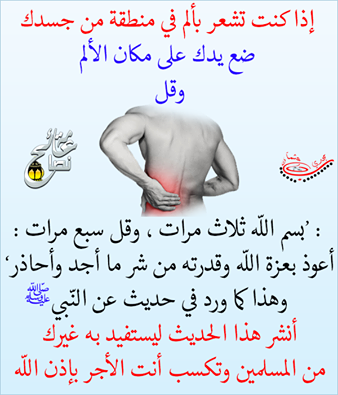 إذا كنت تشعر بألم في منطقة من جسدك
ضع يدك على مكان الألم
وقل
: ’بسم الله ثلاث مرات ، وقل سبع مرات :
أعوذ بعزة الله وقدرته من شر ما أجد وأحاذر‘
وهذا كما ورد في حديث عن النّبي ﷺ
أنشر هذا الحديث ليستفيد به غيرك
من المسلمين وتكسب أنت الأجر بإذن الله